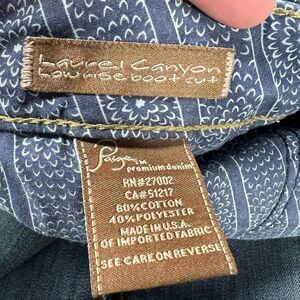 Laurel Canyon
Low rise boot cut
Paige
premium denim
RN#27002
CA#51217
60%COTTON
40%POLYESTER
MADE IN U.S.A.
OF IMPORTED FABRIC
SEE CARE ON REVERSE